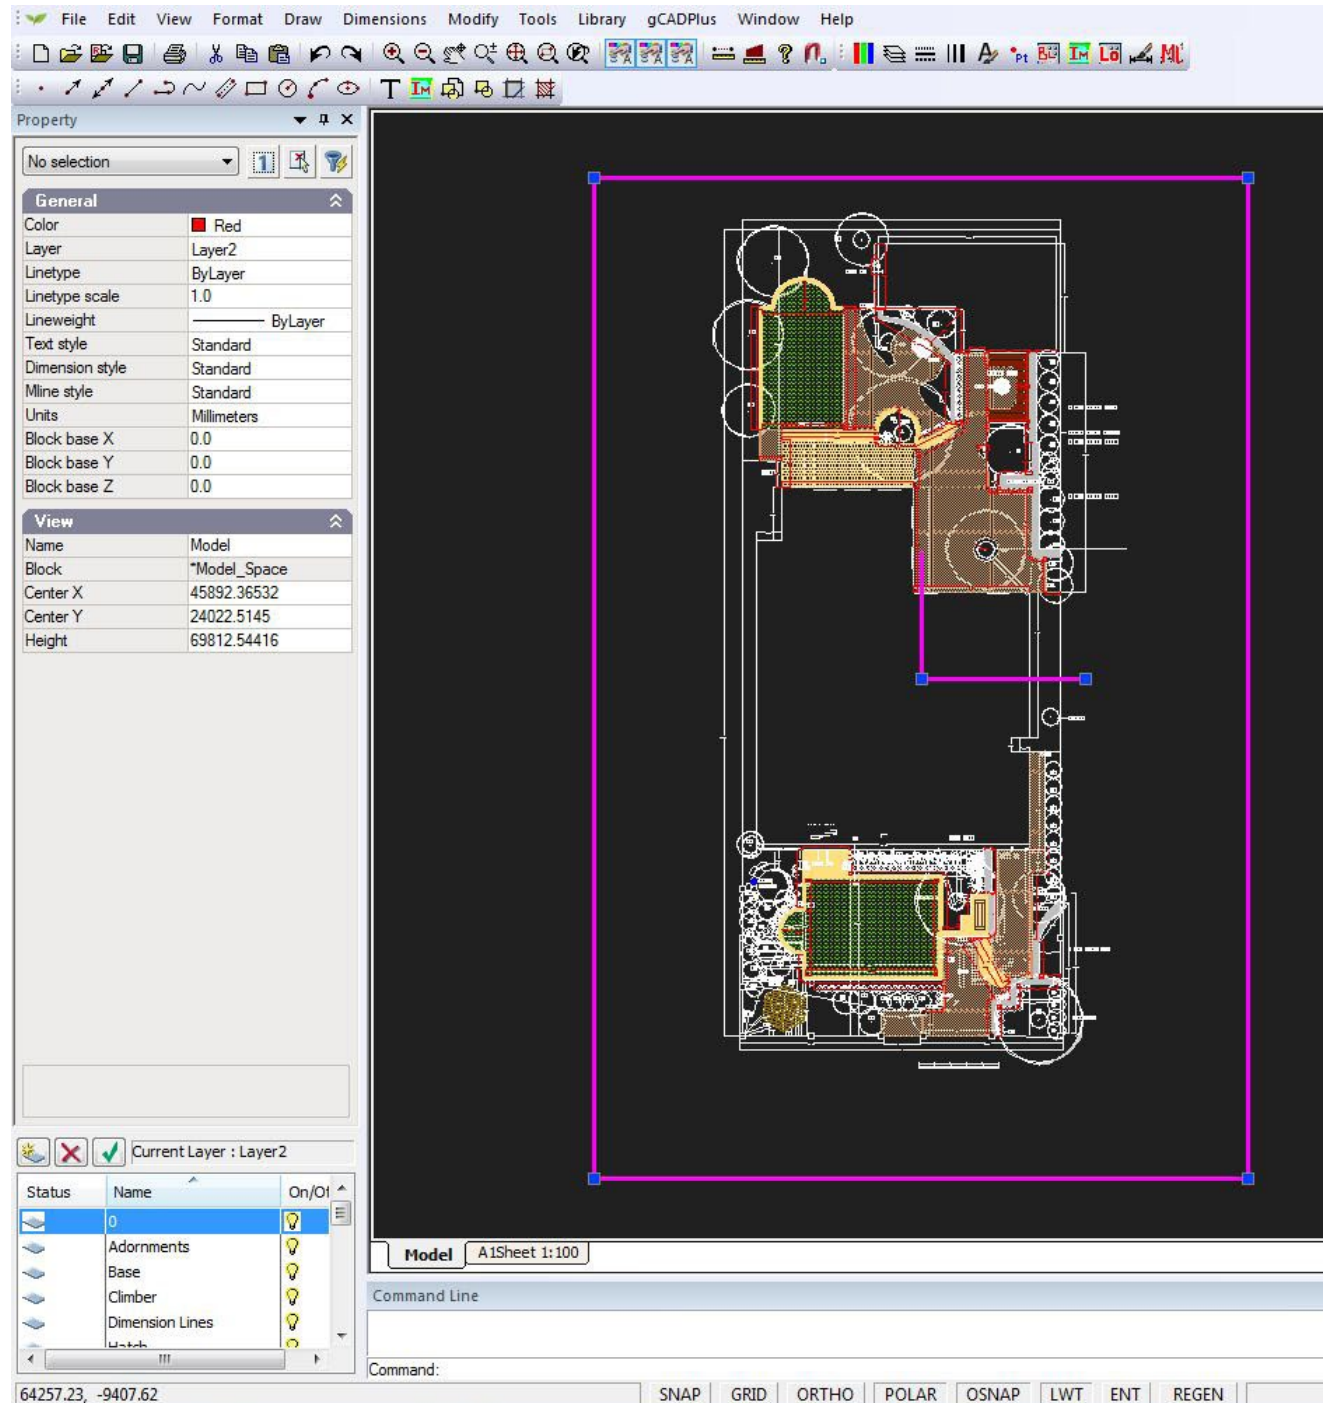 File Edit View Format Draw Dimensions Modify Tools Library gCADPlus Window Help
Property
No selection
General
Color Red
Layer Layer2
Linetype ByLayer
Linetype scale 1.0
Lineweight ByLayer
Text style Standard
Dimension style Standard
Mline style Standard
Units Millimeters
Block base X 0.0
Block base Y 0.0
Block base Z 0.0
View
Name Model
Block *Model_Space
Center X 45892.36532
Center Y 24022.5145
Height 69812.54416
Current Layer : Layer2
Status Name On/Of
0
Adornments
Base
Climber
Dimension Lines
Hatch
Model A1Sheet 1:100
Command Line
Command:
64257.23, -9407.62 SNAP GRID ORTHO POLAR OSNAP LWT ENT REGEN